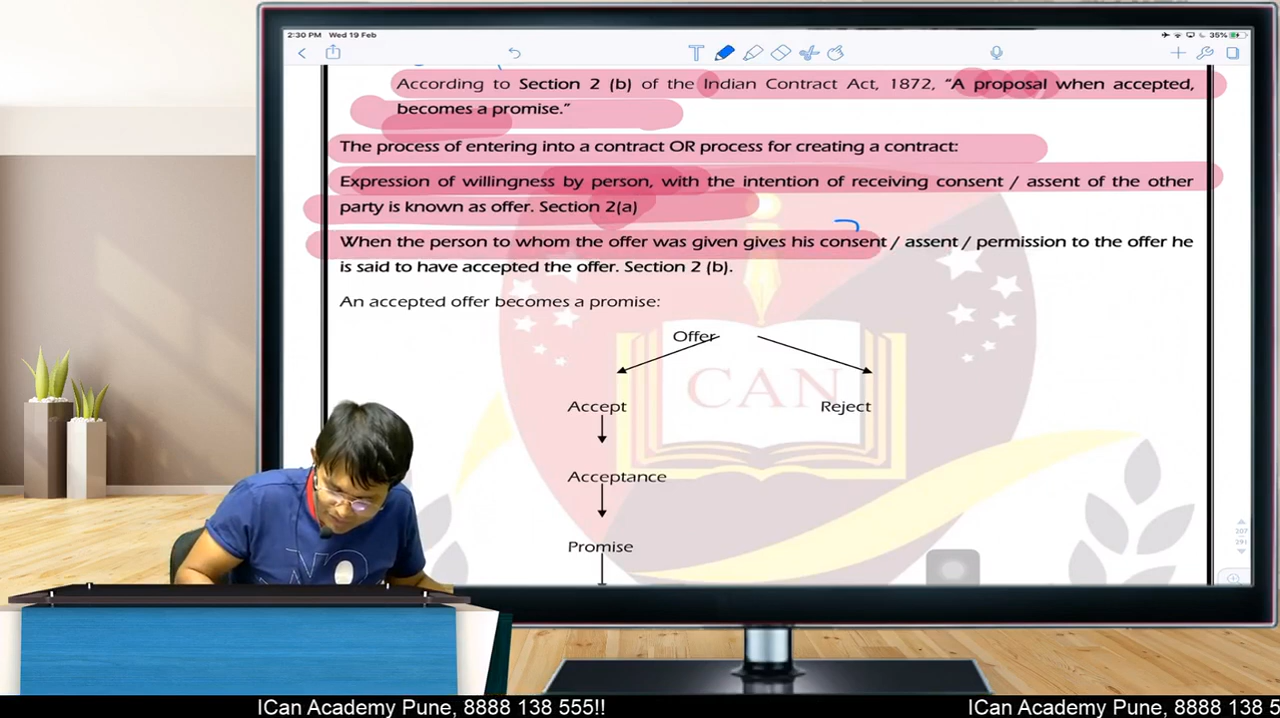 2:30 PM Wed 19 Feb
35%
According to Section 2 (b) of the Indian Contract Act, 1872, “A proposal when accepted,
becomes a promise.”
The process of entering into a contract OR process for creating a contract:
Expression of willingness by person, with the intention of receiving consent / assent of the other
party is known as offer. Section 2(a)
When the person to whom the offer was given gives his consent / assent / permission to the offer he
is said to have accepted the offer. Section 2 (b).
An accepted offer becomes a promise:
Offer
CAN
Accept
Reject
Acceptance
Promise
207
291
NO
ICan Academy Pune, 8888 138 555!!
ICan Academy Pune, 8888 138 5